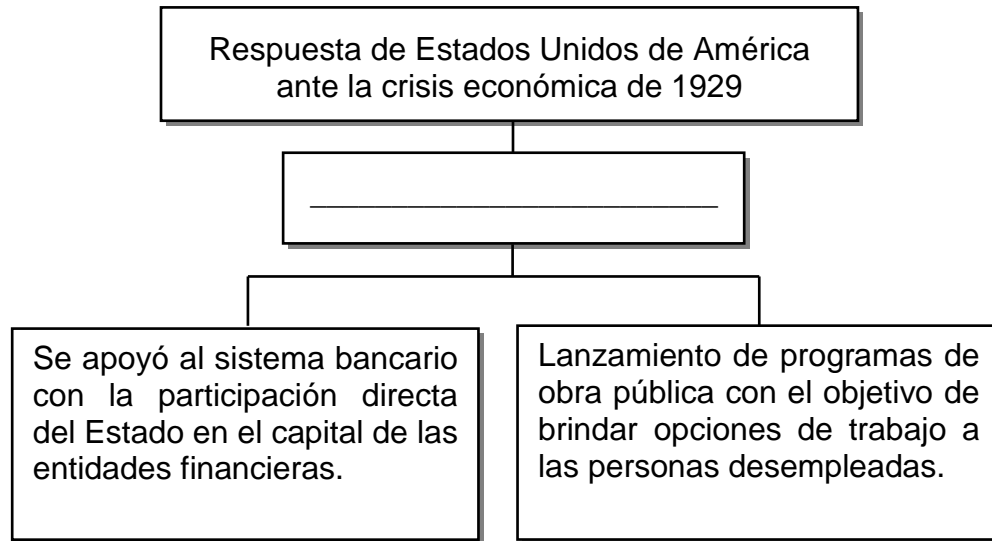 Respuesta de Estados Unidos de América
ante la crisis económica de 1929
_________________________
Se apoyó al sistema bancario
con la participación directa
del Estado en el capital de las
entidades financieras.
Lanzamiento de programas de
obra pública con el objetivo de
brindar opciones de trabajo a
las personas desempleadas.